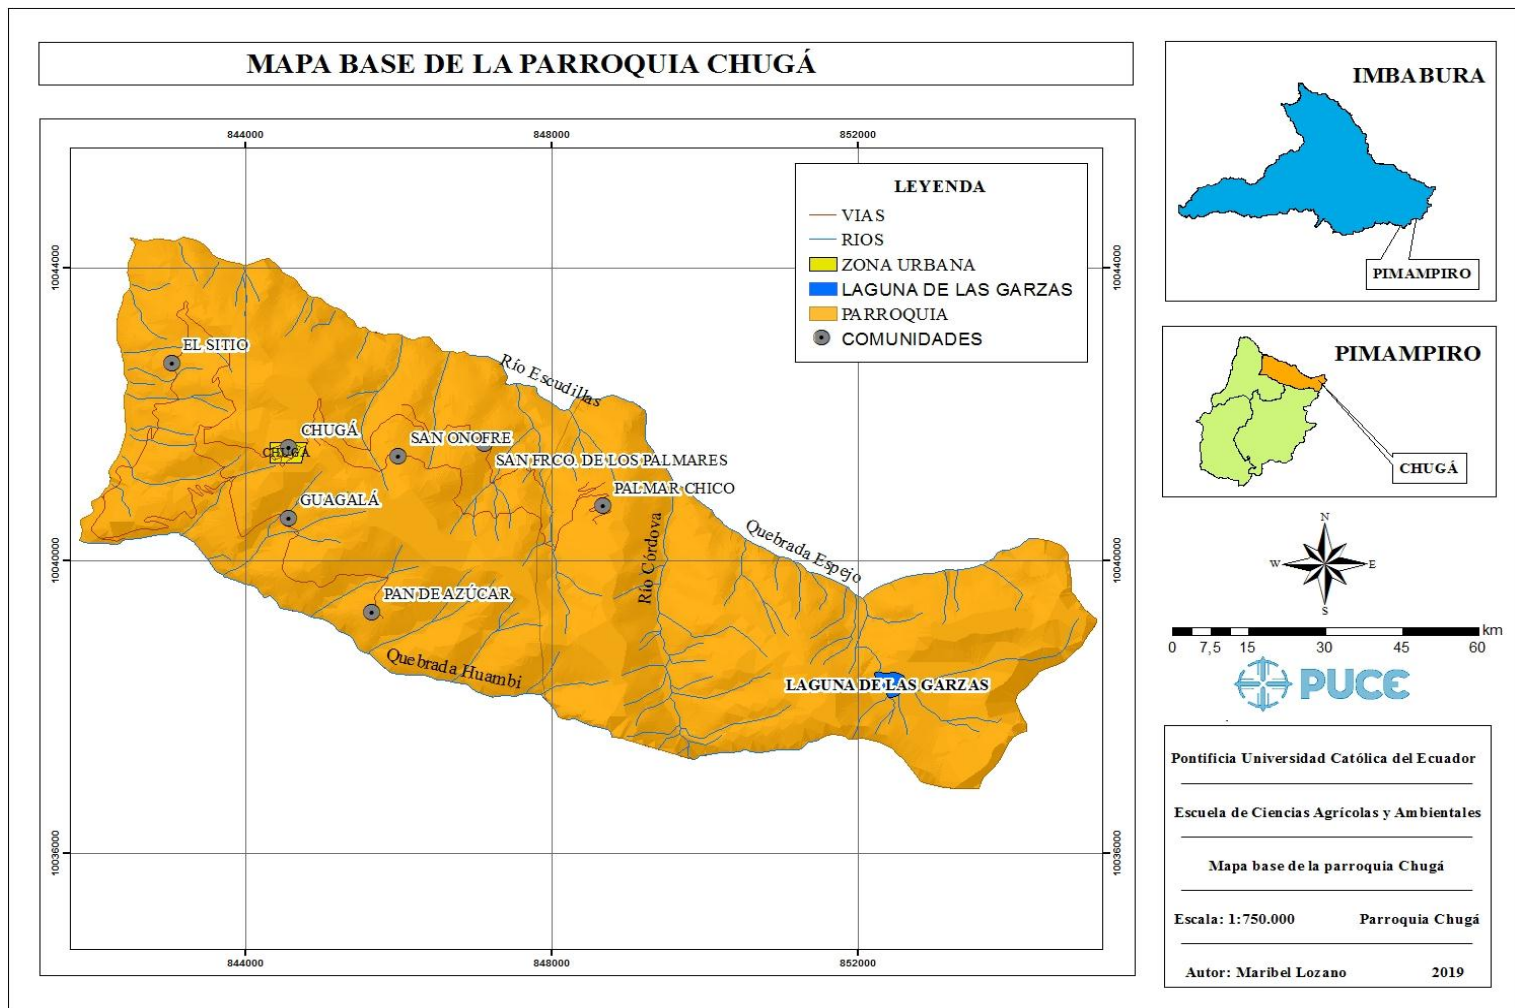 MAPA BASE DE LA PARROQUIA CHUGÁ
844000
848000
852000
10044000
10040000
10036000
LEYENDA
VIAS
RIOS
ZONA URBANA
LAGUNA DE LAS GARZAS
PARROQUIA
COMUNIDADES
EL SITIO
Río Escudillas
CHUGÁ
CHUGÁ
SAN ONOFRE
SAN FRCO. DE LOS PALMARES
PALMAR CHICO
GUAGALÁ
Río Córdova
Quebrada Espejo
PAN DE AZÚCAR
Quebrada Huambi
LAGUNA DE LAS GARZAS
10044000
10040000
10036000
844000
848000
852000
IMBABURA
PIMAMPIRO
PIMAMPIRO
CHUGÁ
N
W E
S
0 7,5 15 30 45 60 km
PUCE
Pontificia Universidad Católica del Ecuador
Escuela de Ciencias Agrícolas y Ambientales
Mapa base de la parroquia Chugá
Escala: 1:750.000 Parroquia Chugá
Autor: Maribel Lozano 2019